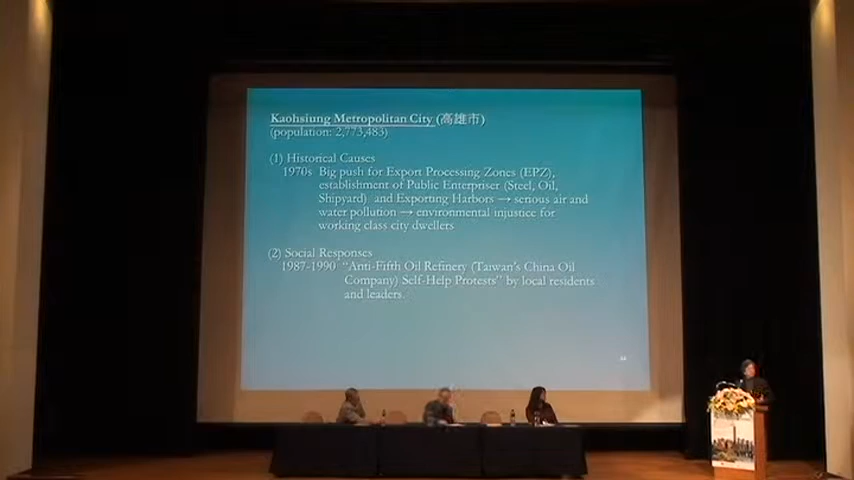 Kaohsiung Metropolitan City (高雄市)
(population: 2,773,483)
(1) Historical Causes
1970s Big push for Export Processing Zones (EPZ),
establishment of Public Enterpriser (Steel, Oil,
Shipyard) and Exporting Harbors → serious air and
water pollution → environmental injustice for
working class city dwellers
(2) Social Responses
1987-1990 “Anti-Fifth Oil Refinery (Taiwan's China Oil
Company) Self-Help Protests” by local residents
and leaders.